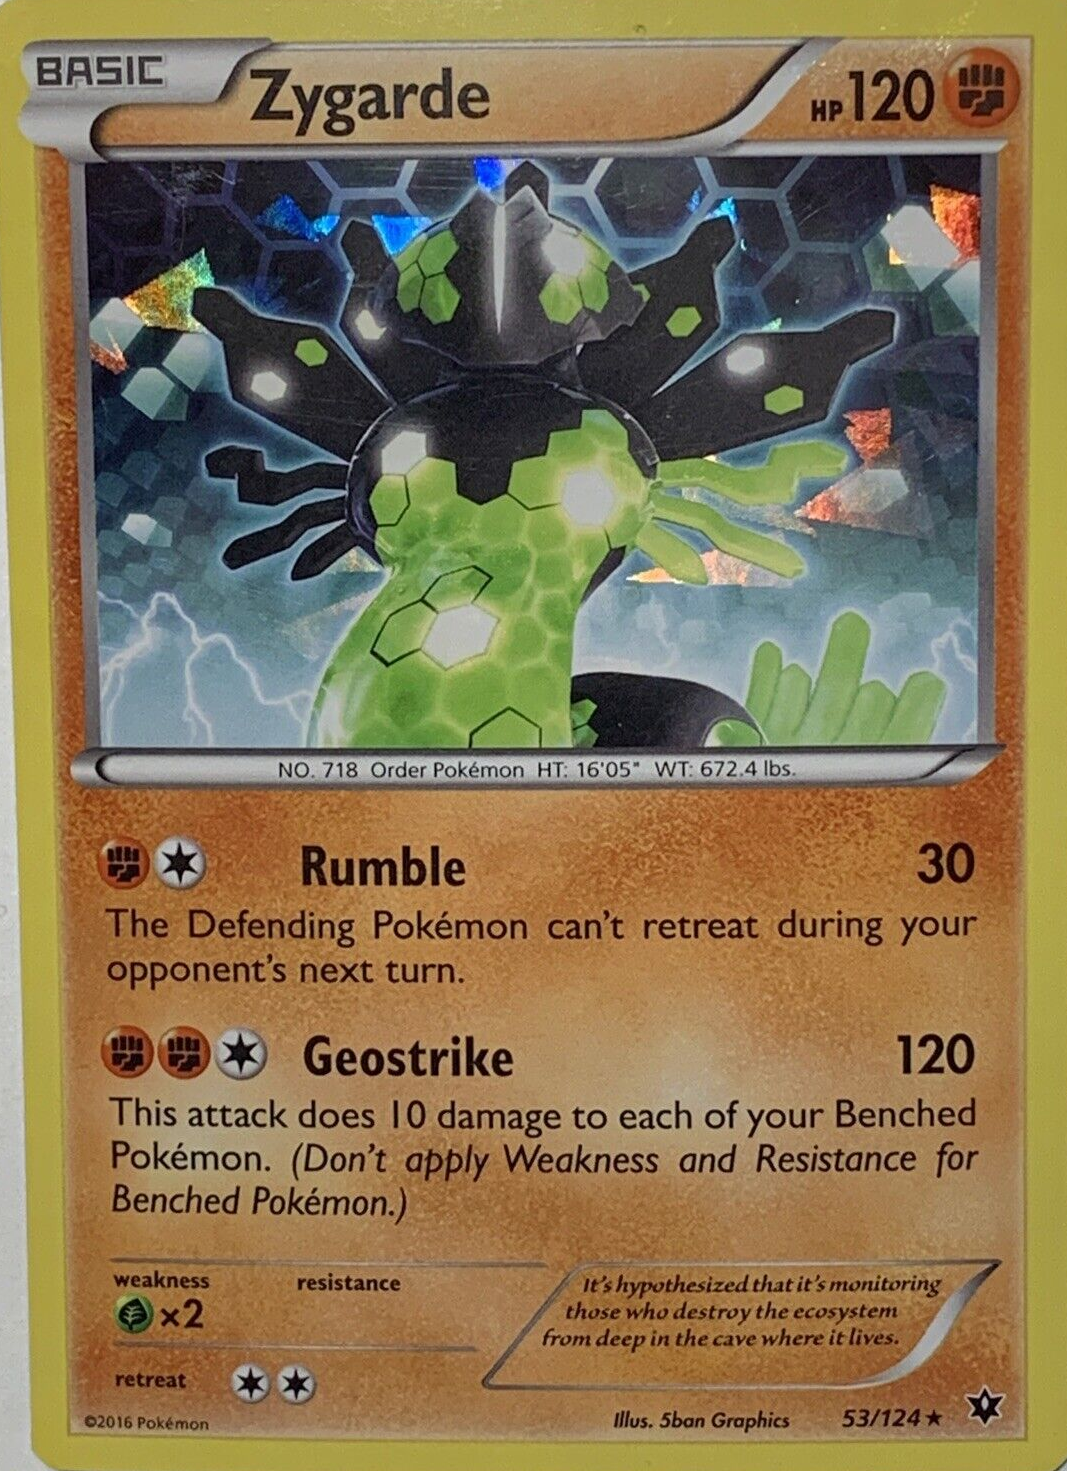 BASIC Zygarde HP 120
NO. 718 Order Pokémon HT: 16'05" WT: 672.4 lbs.
Rumble 30
The Defending Pokémon can't retreat during your
opponent's next turn.
Geostrike 120
This attack does 10 damage to each of your Benched
Pokémon. (Don't apply Weakness and Resistance for
Benched Pokémon.)
weakness resistance
×2
It's hypothesized that it's monitoring
those who destroy the ecosystem
from deep in the cave where it lives.
retreat
©2016 Pokémon Illus. 5ban Graphics 53/124 ★